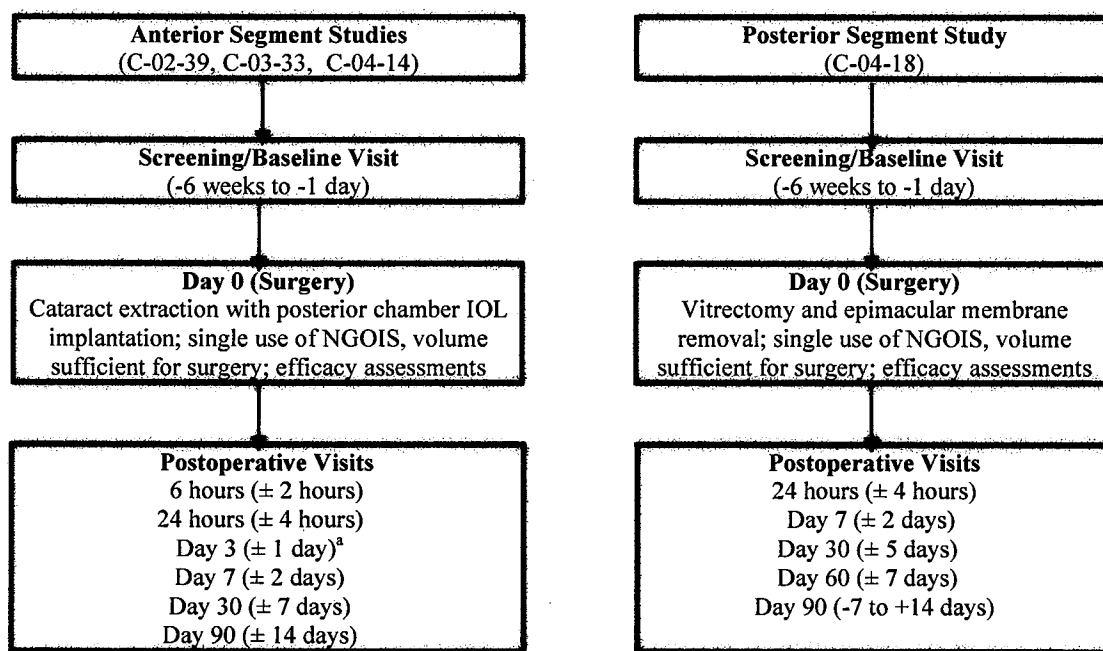 Anterior Segment Studies
(C-02-39, C-03-33, C-04-14)
Screening/Baseline Visit
(-6 weeks to -1 day)
Day 0 (Surgery)
Cataract extraction with posterior chamber IOL
implantation; single use of NGOIS, volume
sufficient for surgery; efficacy assessments
Postoperative Visits
6 hours (± 2 hours)
24 hours (± 4 hours)
Day 3 (± 1 day)ᵃ
Day 7 (± 2 days)
Day 30 (± 7 days)
Day 90 (± 14 days)
Posterior Segment Study
(C-04-18)
Screening/Baseline Visit
(-6 weeks to -1 day)
Day 0 (Surgery)
Vitrectomy and epimacular membrane
removal; single use of NGOIS, volume
sufficient for surgery; efficacy assessments
Postoperative Visits
24 hours (± 4 hours)
Day 7 (± 2 days)
Day 30 (± 5 days)
Day 60 (± 7 days)
Day 90 (-7 to +14 days)